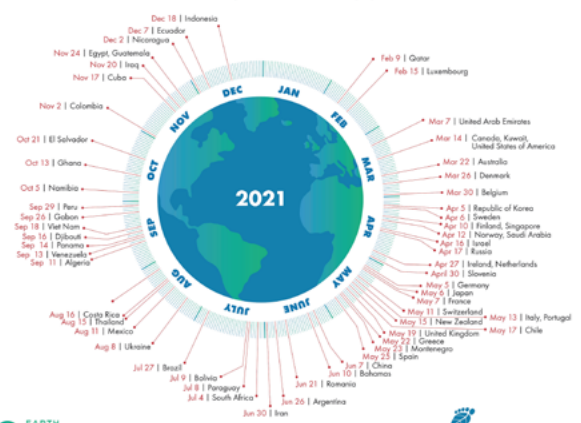 Dec 18 | Indonesia
Dec 7 | Ecuador
Dec 2 | Nicaragua
Nov 24 | Egypt, Guatemala
Nov 20 | Iraq
Nov 17 | Cuba
Nov 2 | Colombia
Oct 21 | El Salvador
Oct 13 | Ghana
Oct 5 | Namibia
Sep 29 | Peru
Sep 26 | Gabon
Sep 18 | Viet Nam
Sep 16 | Djibouti
Sep 14 | Panama
Sep 13 | Venezuela
Sep 11 | Algeria
Aug 16 | Costa Rica
Aug 15 | Thailand
Aug 11 | Mexico
Aug 8 | Ukraine
Jul 27 | Brazil
Jul 9 | Bolivia
Jul 8 | Paraguay
Jul 4 | South Africa
Jun 30 | Iran
Jun 26 | Argentina
Jun 21 | Romania
Jun 10 | Bahamas
Jun 7 | China
May 25 | Spain
May 23 | Montenegro
May 22 | Greece
May 19 | United Kingdom
May 17 | Chile
May 15 | New Zealand
May 13 | Italy, Portugal
May 11 | Switzerland
May 7 | France
May 6 | Japan
May 5 | Germany
April 30 | Slovenia
Apr 27 | Ireland, Netherlands
Apr 17 | Russia
Apr 16 | Israel
Apr 12 | Norway, Saudi Arabia
Apr 10 | Finland, Singapore
Apr 6 | Sweden
Apr 5 | Republic of Korea
Mar 30 | Belgium
Mar 26 | Denmark
Mar 22 | Australia
Mar 14 | Canada, Kuwait,
United States of America
Mar 7 | United Arab Emirates
Feb 15 | Luxembourg
Feb 9 | Qatar
JAN
FEB
MAR
APR
MAY
JUNE
JULY
AUG
SEP
OCT
NOV
DEC
2021
EARTH